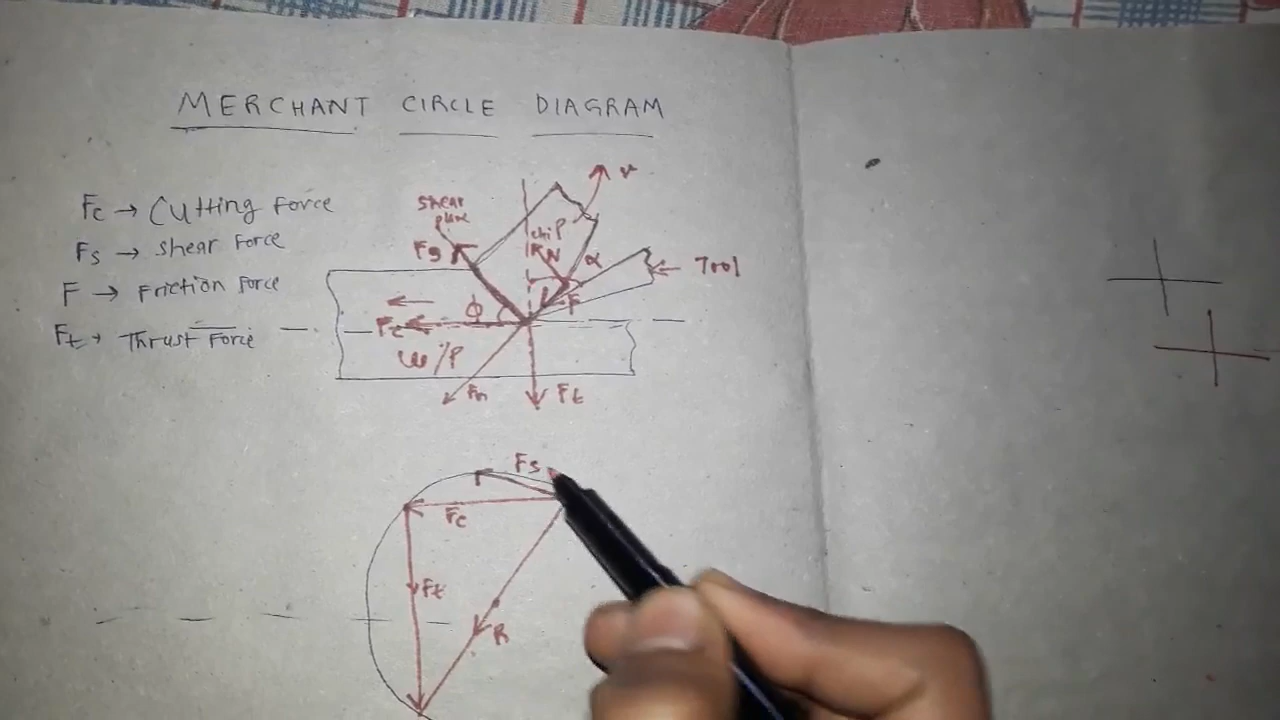 MERCHANT CIRCLE DIAGRAM
Fc → Cutting Force
Fs → Shear Force
F → Friction Force
Ft → Thrust Force
Shear
plane
Fs
chip
N
α
v
Tool
F
ϕ
Fc
W/P
Fn
Ft
Fs
Fc
Ft
R